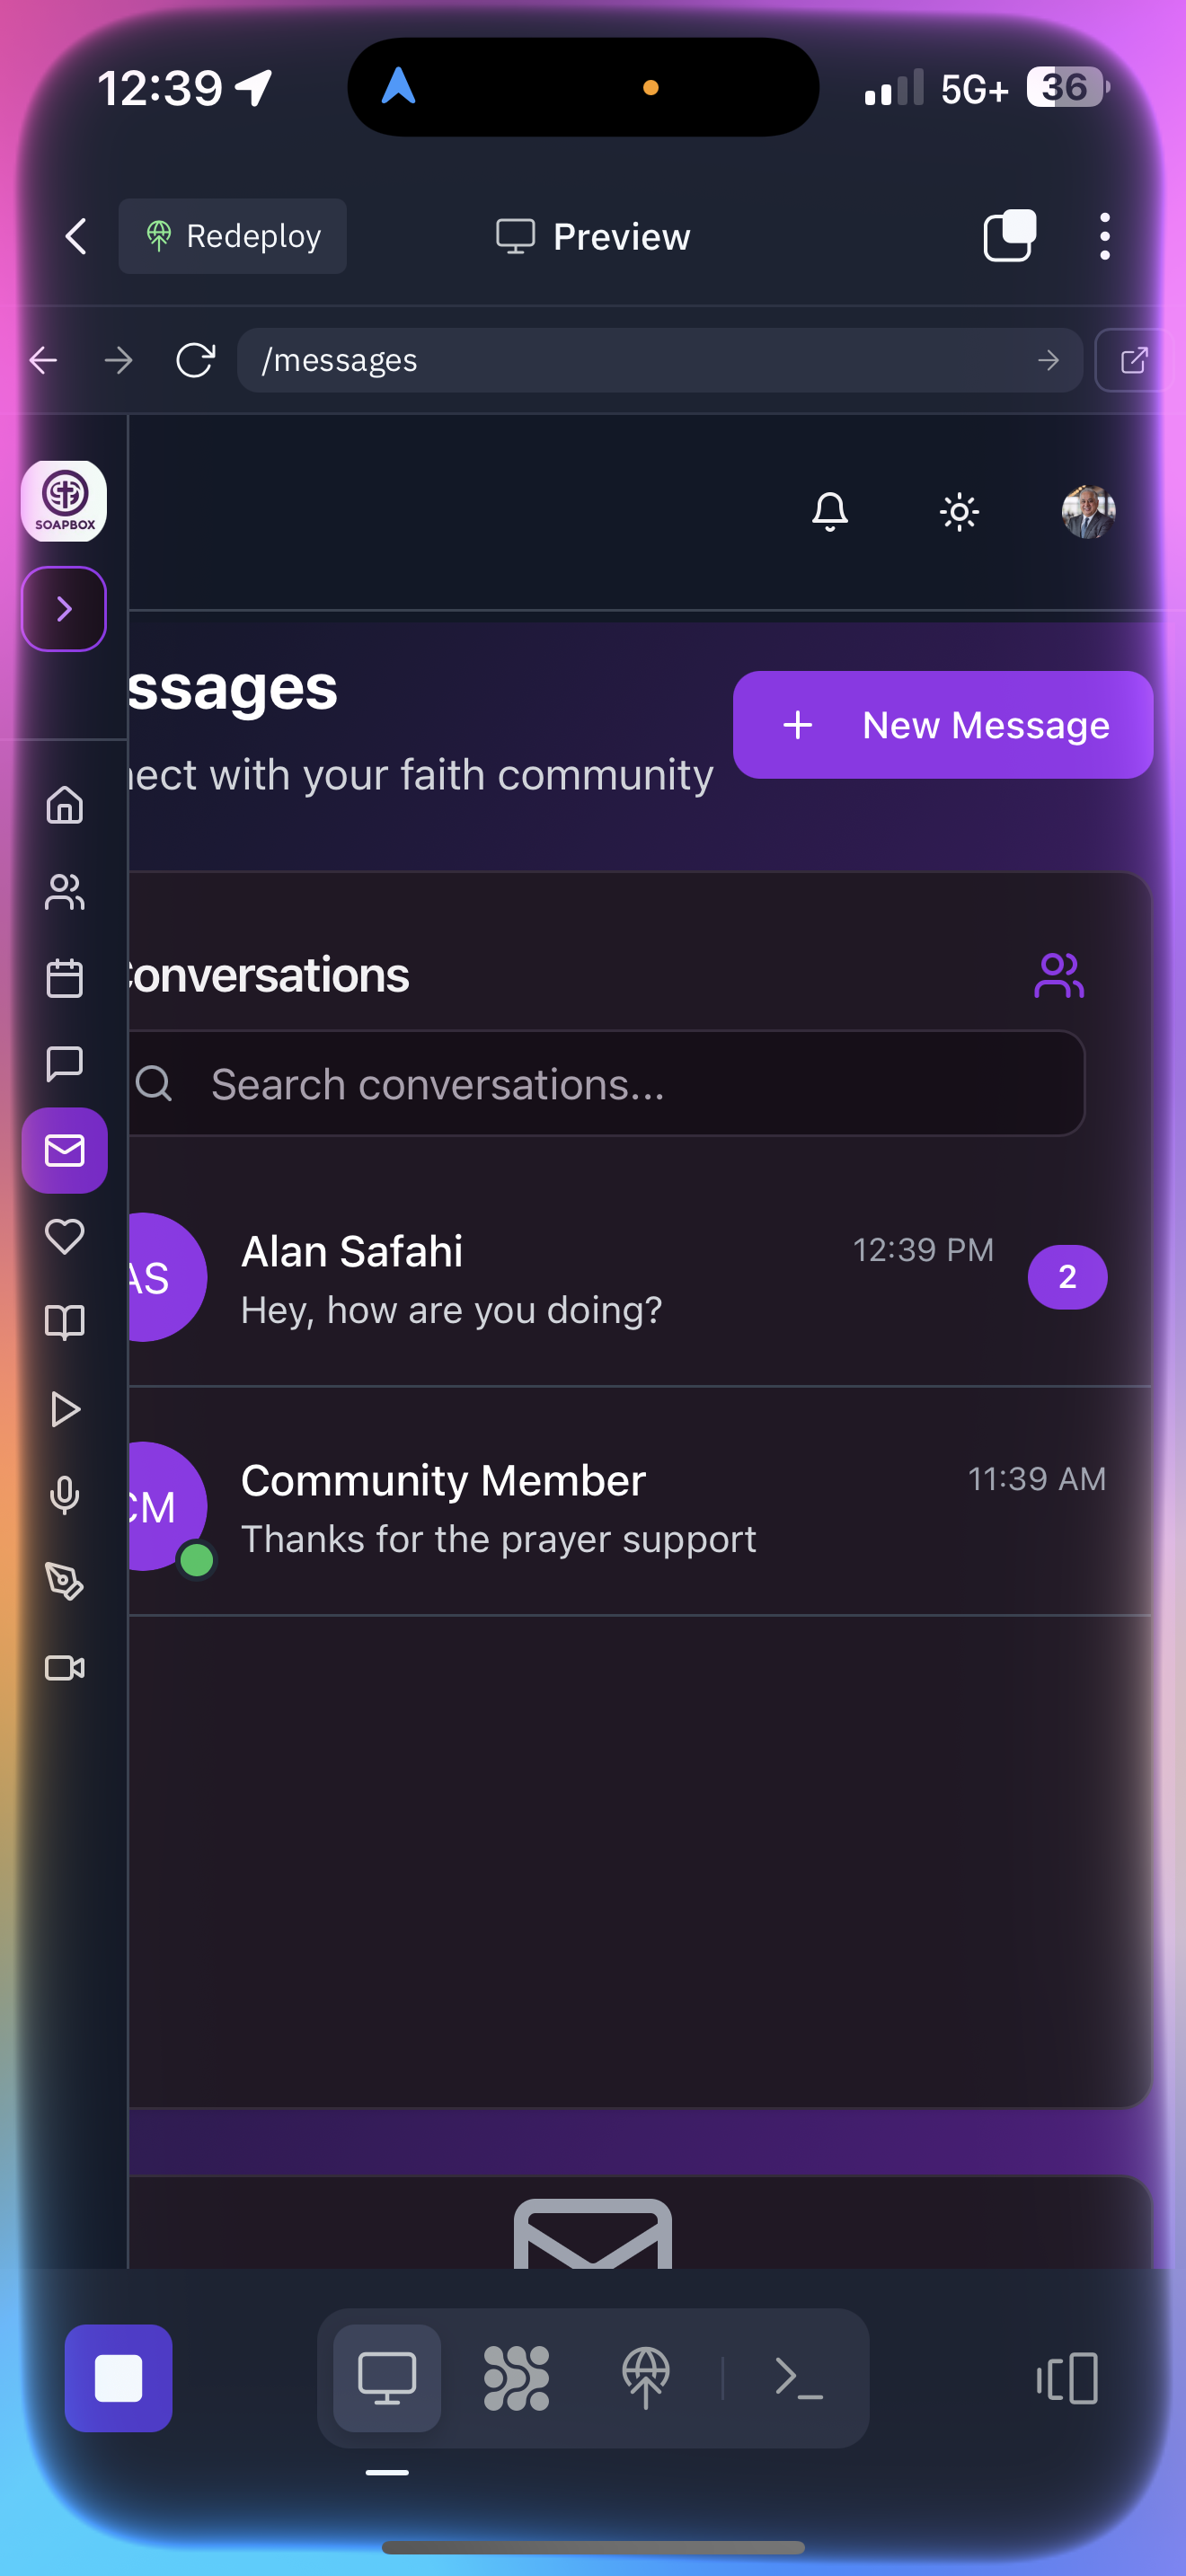 12:39
5G+
36
Redeploy
Preview
/messages
SOAPBOX
ssages
New Message
nect with your faith community
Conversations
Search conversations...
AS
Alan Safahi
12:39 PM
2
Hey, how are you doing?
CM
Community Member
11:39 AM
Thanks for the prayer support